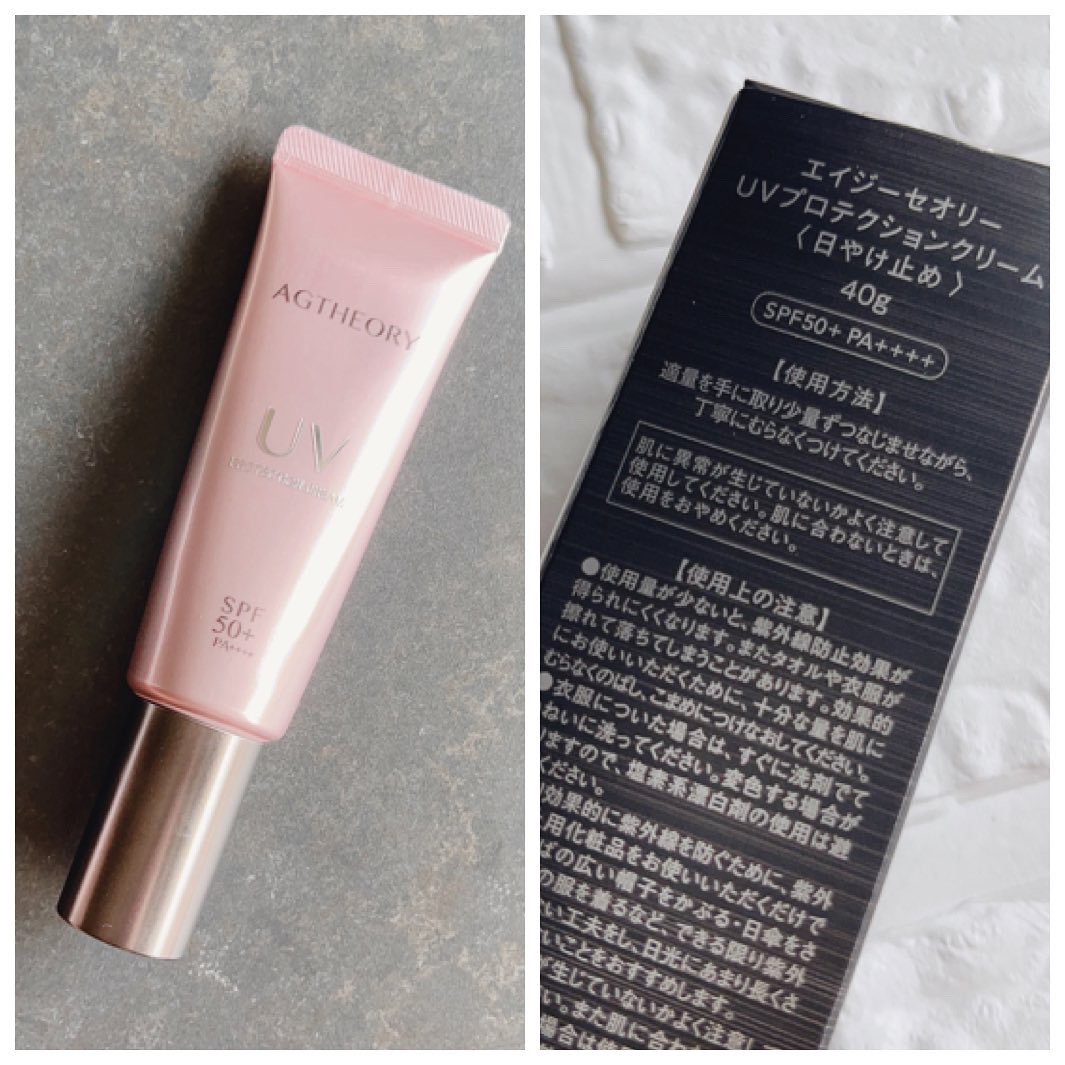 AGTHEORY
UV
PROTECTION CREAM
SPF
50+
PA++++
エイジーセオリー
UVプロテクションクリーム
〈日やけ止め〉
40g
SPF50+ PA++++
【使用方法】
適量を手に取り少量ずつなじませながら、
丁寧にむらなくつけてください。
肌に異常が生じていないかよく注意して
使用してください。肌に合わないときは、
使用をおやめください。
【使用上の注意】
●使用量が少ないと、紫外線防止効果が
得られにくくなります。またタオルや衣服が
擦れて落ちてしまうことがあります。効果的
にお使いいただくために、十分な量を肌に
むらなくのばし、こまめにつけなおしてください。
●衣服についた場合は、すぐに洗剤でて
ねいに洗ってください。変色する場合が
りますので、塩素系漂白剤の使用は避
ください。
効果的に紫外線を防ぐために、紫外
用化粧品をお使いいただくだけで
ばの広い帽子をかぶる・日傘をさ
の服を着るなど、できる限り紫外
い工夫をし、日光にあまり長くさ
いことをおすすめします。
生じていないかよく注意して
い。また肌に合わ
場合は使